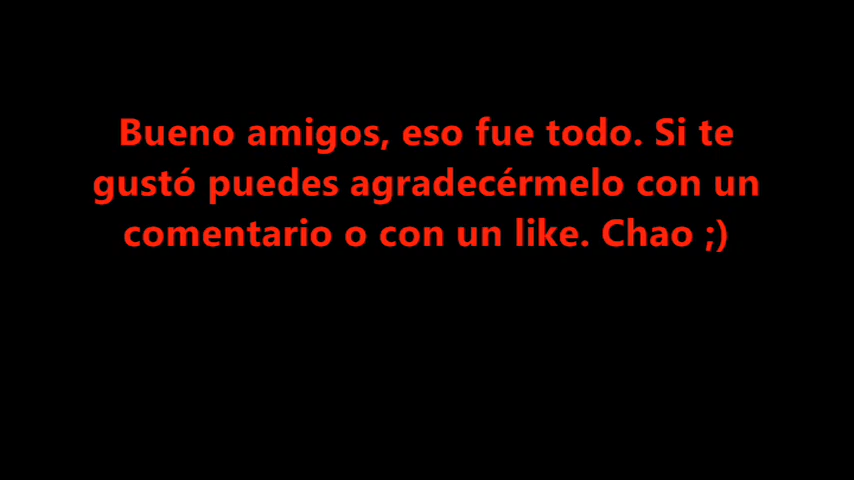 Bueno amigos, eso fue todo. Si te
gustó puedes agradecérmelo con un
comentario o con un like. Chao ;)